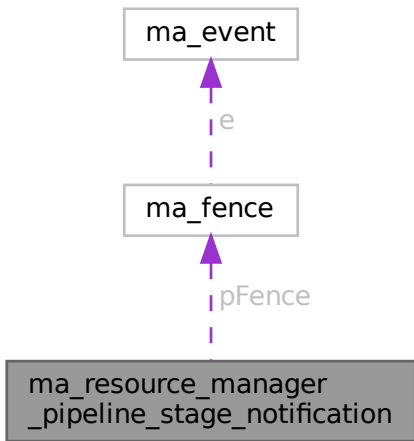 ma_event
e
ma_fence
pFence
ma_resource_manager
_pipeline_stage_notification